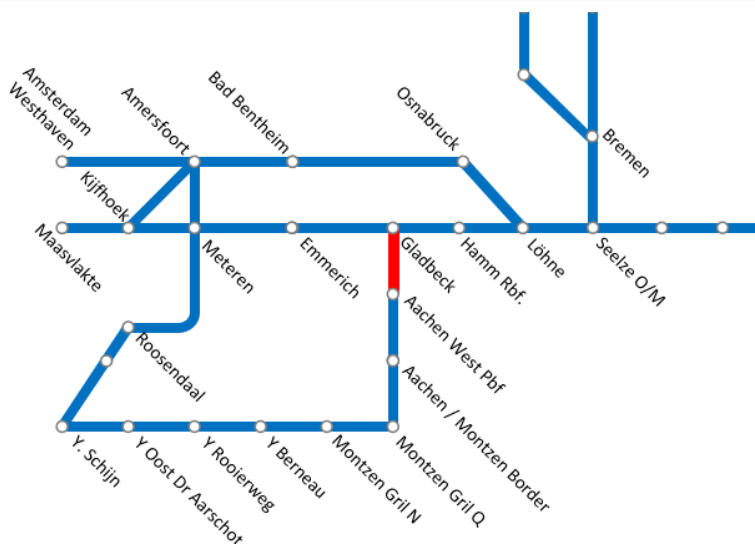 Amsterdam
Westhaven
Amersfoort
Bad Bentheim
Osnabruck
Bremen
Kijfhoek
Maasvlakte
Meteren
Emmerich
Gladbeck
Hamm Rbf.
Löhne
Seelze O/M
Aachen West Pbf
Roosendaal
Aachen / Montzen Border
Y. Schijn
Y Oost Dr Aarschot
Y Rooierweg
Y Berneau
Montzen Gril N
Montzen Gril Q